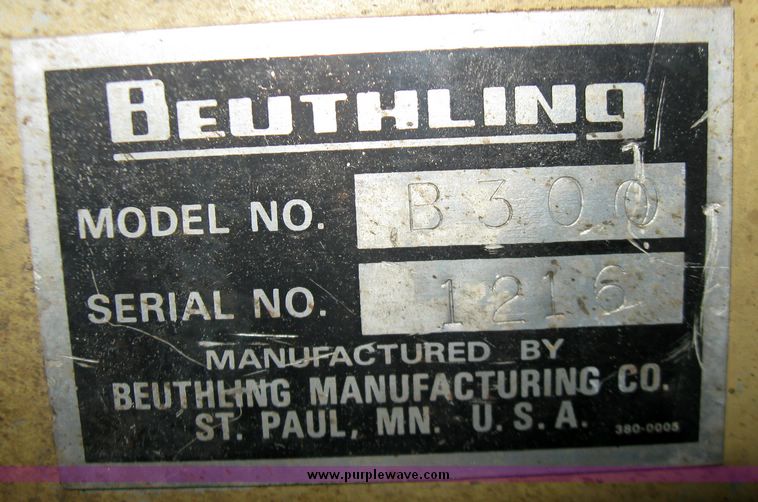 BEUTHLING
MODEL NO. B300
SERIAL NO. 1216
MANUFACTURED BY
BEUTHLING MANUFACTURING CO.
ST. PAUL, MN. U.S.A. 380-0005
www.purplewave.com